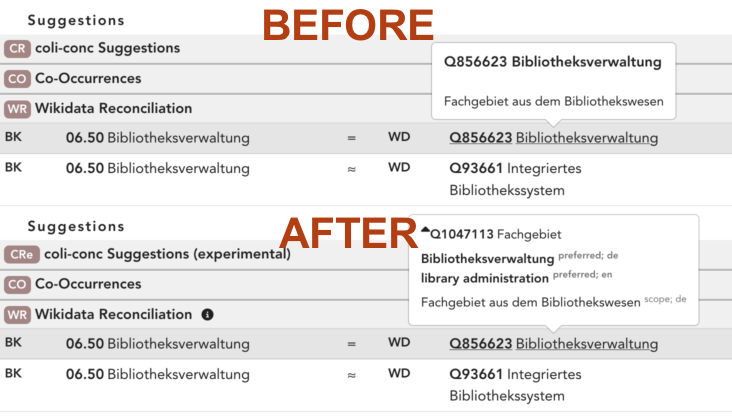 Suggestions
BEFORE
CR coli-conc Suggestions
CO Co-Occurrences
WR Wikidata Reconciliation
Q856623 Bibliotheksverwaltung
Fachgebiet aus dem Bibliothekswesen
BK 06.50 Bibliotheksverwaltung = WD Q856623 Bibliotheksverwaltung
BK 06.50 Bibliotheksverwaltung ≈ WD Q93661 Integriertes
Bibliothekssystem
Suggestions
AFTER
CRe coli-conc Suggestions (experimental)
CO Co-Occurrences
WR Wikidata Reconciliation i
Q1047113 Fachgebiet
Bibliotheksverwaltung preferred; de
library administration preferred; en
Fachgebiet aus dem Bibliothekswesen scope; de
BK 06.50 Bibliotheksverwaltung = WD Q856623 Bibliotheksverwaltung
BK 06.50 Bibliotheksverwaltung ≈ WD Q93661 Integriertes
Bibliothekssystem